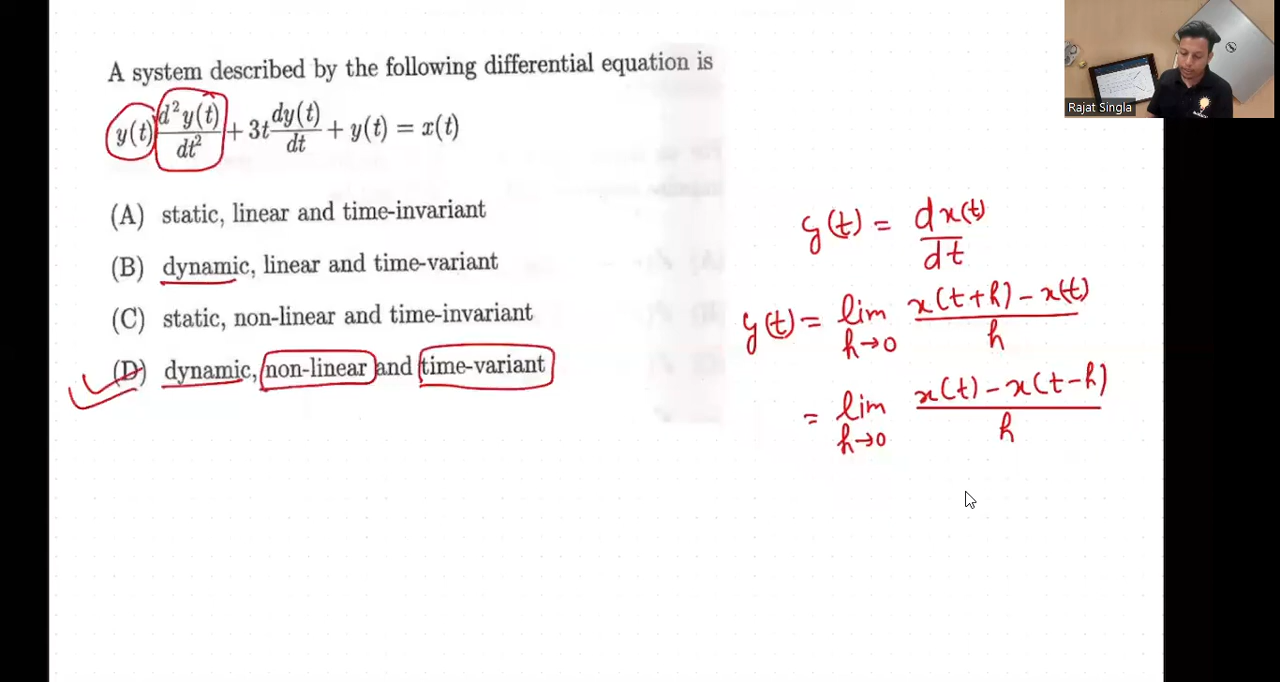 A system described by the following differential equation is
y(t) d²y(t)/dt² + 3t dy(t)/dt + y(t) = x(t)
(A) static, linear and time-invariant
(B) dynamic, linear and time-variant
(C) static, non-linear and time-invariant
(D) dynamic, non-linear and time-variant
y(t) = dx(t)/dt
y(t) = lim h→0 x(t+h) - x(t)/h
= lim h→0 x(t) - x(t-h)/h
Rajat Singla